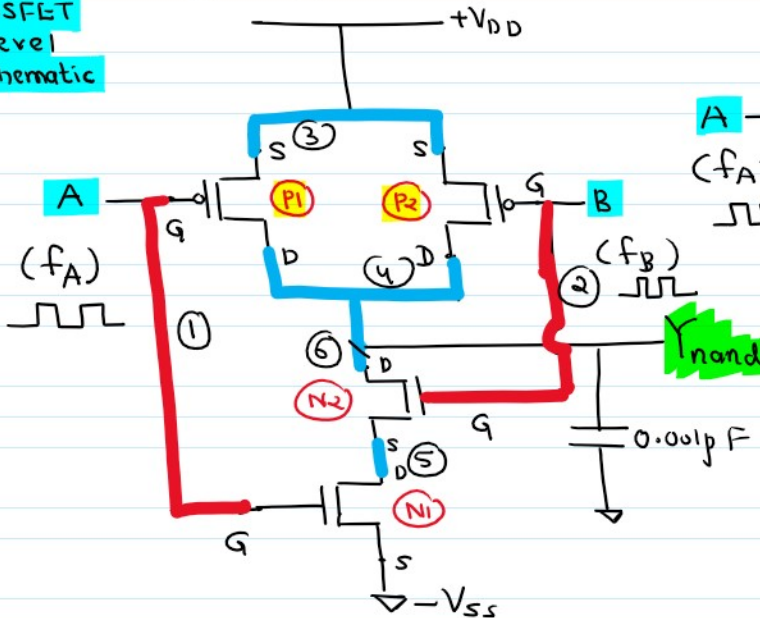 SFET
evel
nematic
+VDD
3
S
S
A
P1
P2
G
B
A
G
(fA)
(fB)
(fA
D
4
D
2
1
6
D
Ynand
N2
G
0.001pF
S
5
D
N1
G
S
-VSS